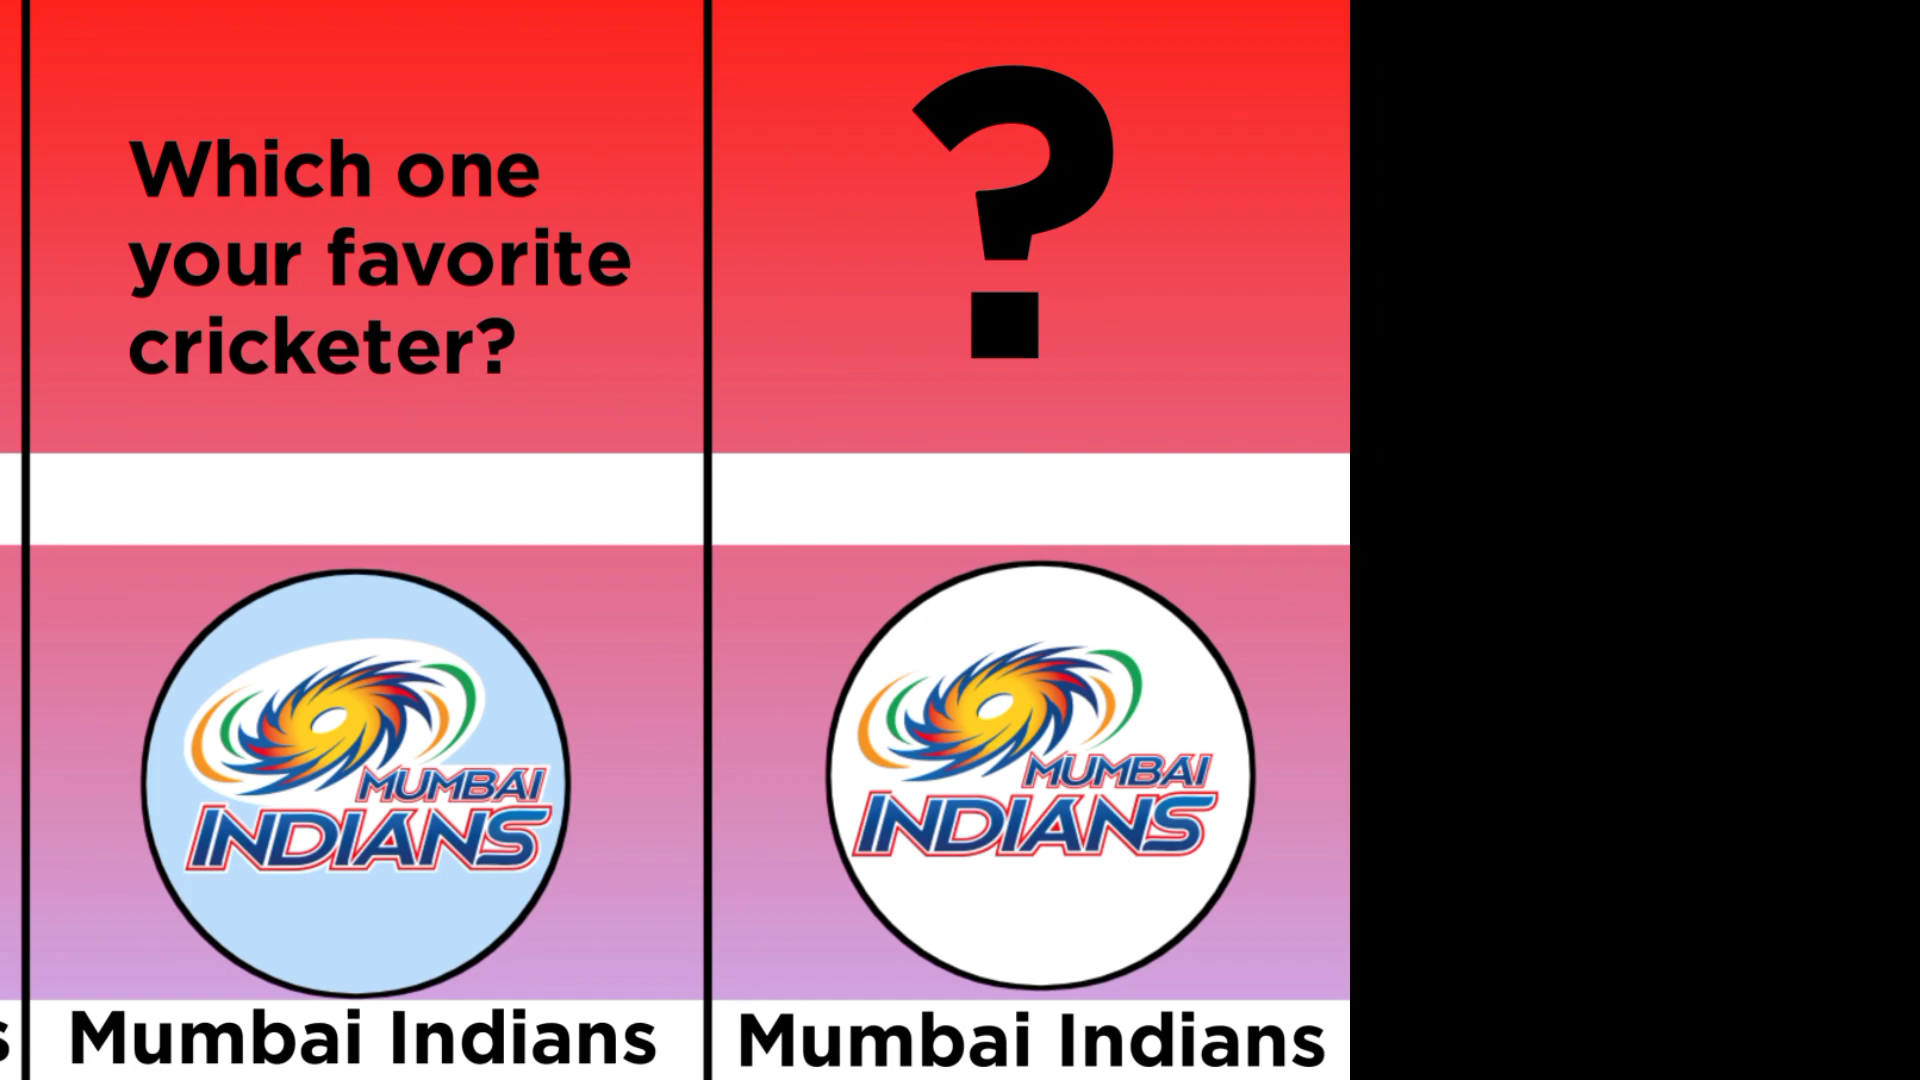 Which one
your favorite
cricketer?
?
MUMBAI
INDIANS
MUMBAI
INDIANS
s
Mumbai Indians
Mumbai Indians